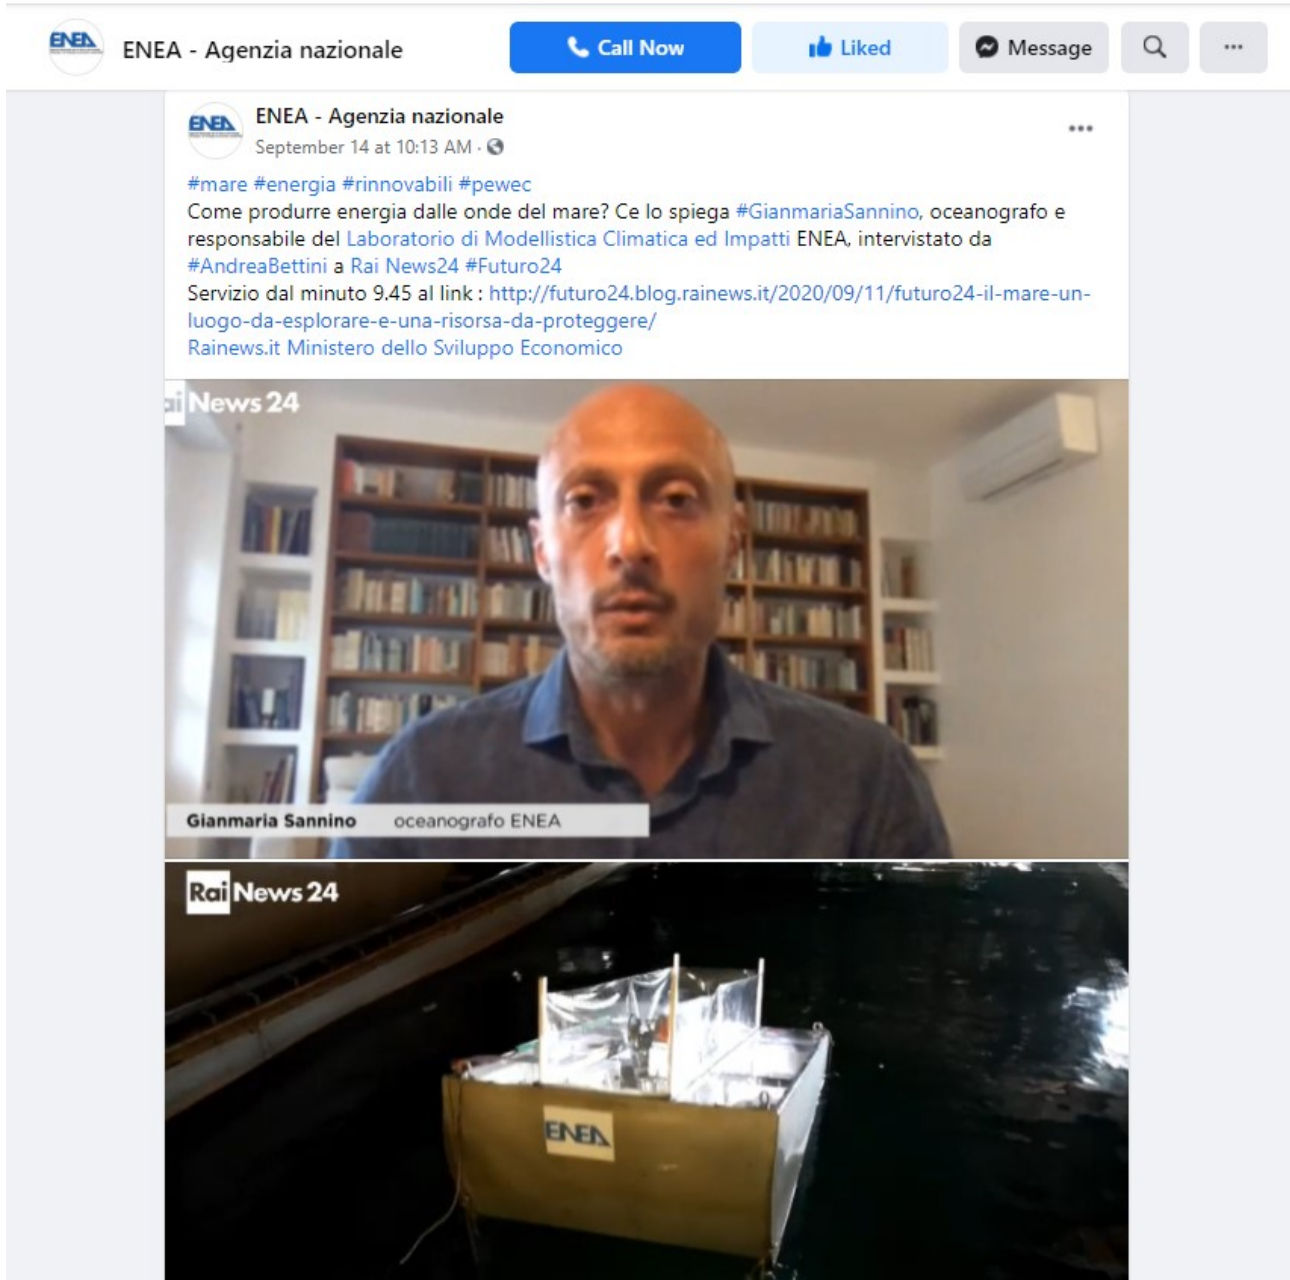 ENEA
ENEA - Agenzia nazionale
Call Now
Liked
Message
ENEA
ENEA - Agenzia nazionale
September 14 at 10:13 AM ·
#mare #energia #rinnovabili #pewec
Come produrre energia dalle onde del mare? Ce lo spiega #GianmariaSannino, oceanografo e
responsabile del Laboratorio di Modellistica Climatica ed Impatti ENEA, intervistato da
#AndreaBettini a Rai News24 #Futuro24
Servizio dal minuto 9.45 al link : http://futuro24.blog.rainews.it/2020/09/11/futuro24-il-mare-un-
luogo-da-esplorare-e-una-risorsa-da-proteggere/
Rainews.it Ministero dello Sviluppo Economico
ai News 24
Gianmaria Sannino oceanografo ENEA
Rai News 24
ENEA